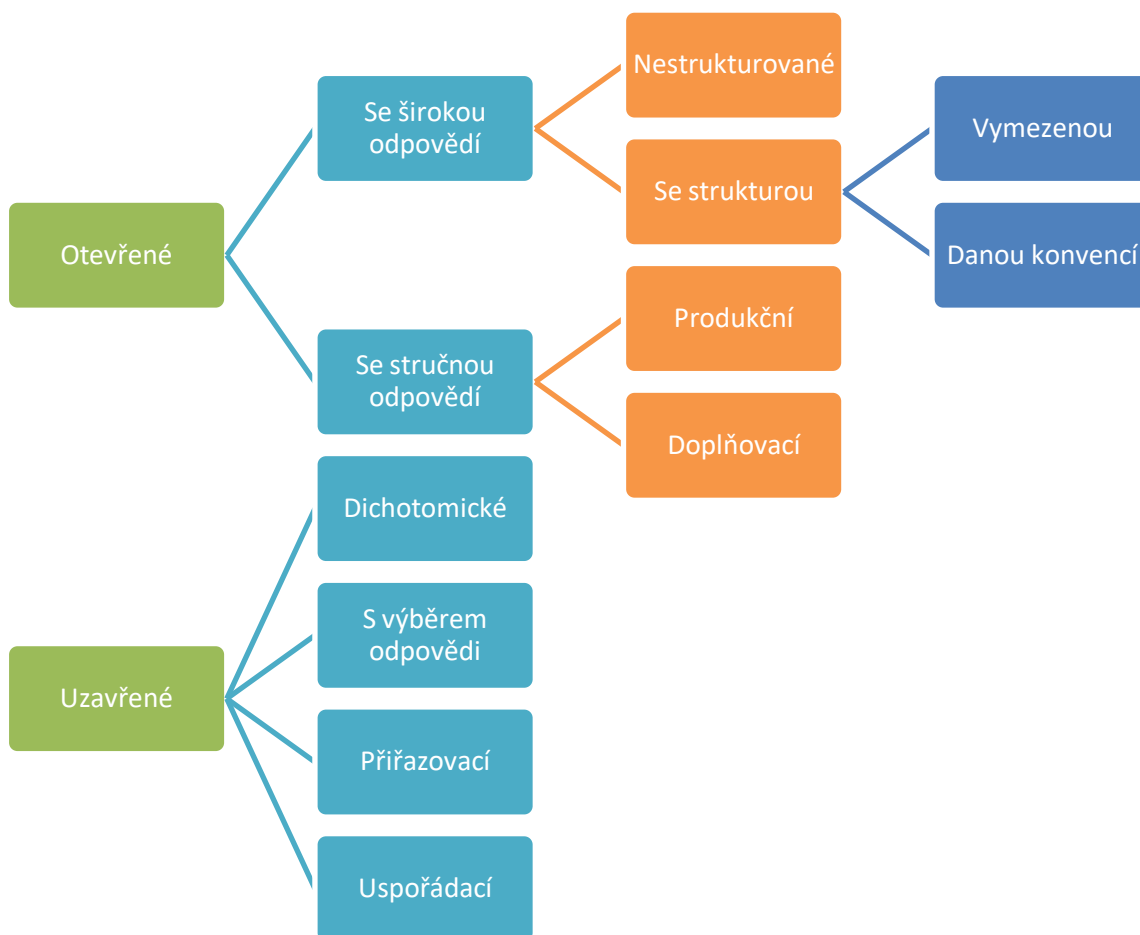 Otevřené
Se širokou
odpovědí
Nestrukturované
Se strukturou
Vymezenou
Danou konvencí
Se stručnou
odpovědí
Produkční
Doplňovací
Uzavřené
Dichotomické
S výběrem
odpovědi
Přiřazovací
Uspořádací